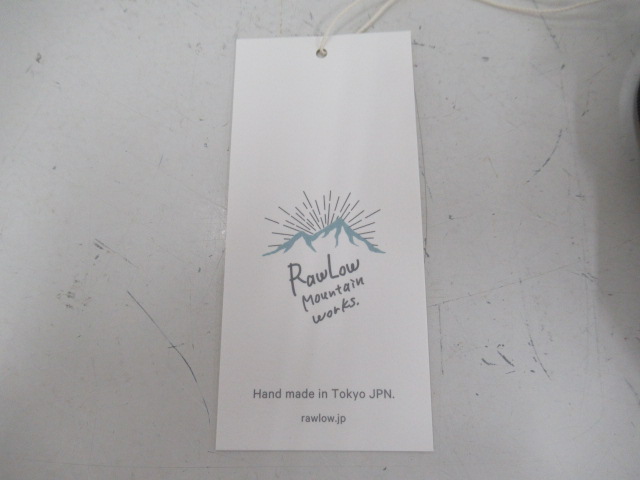 RawLow
Mountain
works.
Hand made in Tokyo JPN.
rawlow.jp